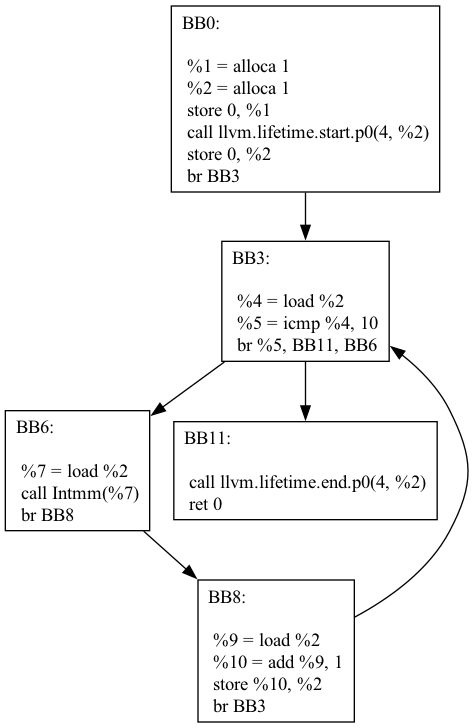 BB0:
%1 = alloca 1
%2 = alloca 1
store 0, %1
call llvm.lifetime.start.p0(4, %2)
store 0, %2
br BB3
BB3:
%4 = load %2
%5 = icmp %4, 10
br %5, BB11, BB6
BB6:
%7 = load %2
call Intmm(%7)
br BB8
BB11:
call llvm.lifetime.end.p0(4, %2)
ret 0
BB8:
%9 = load %2
%10 = add %9, 1
store %10, %2
br BB3